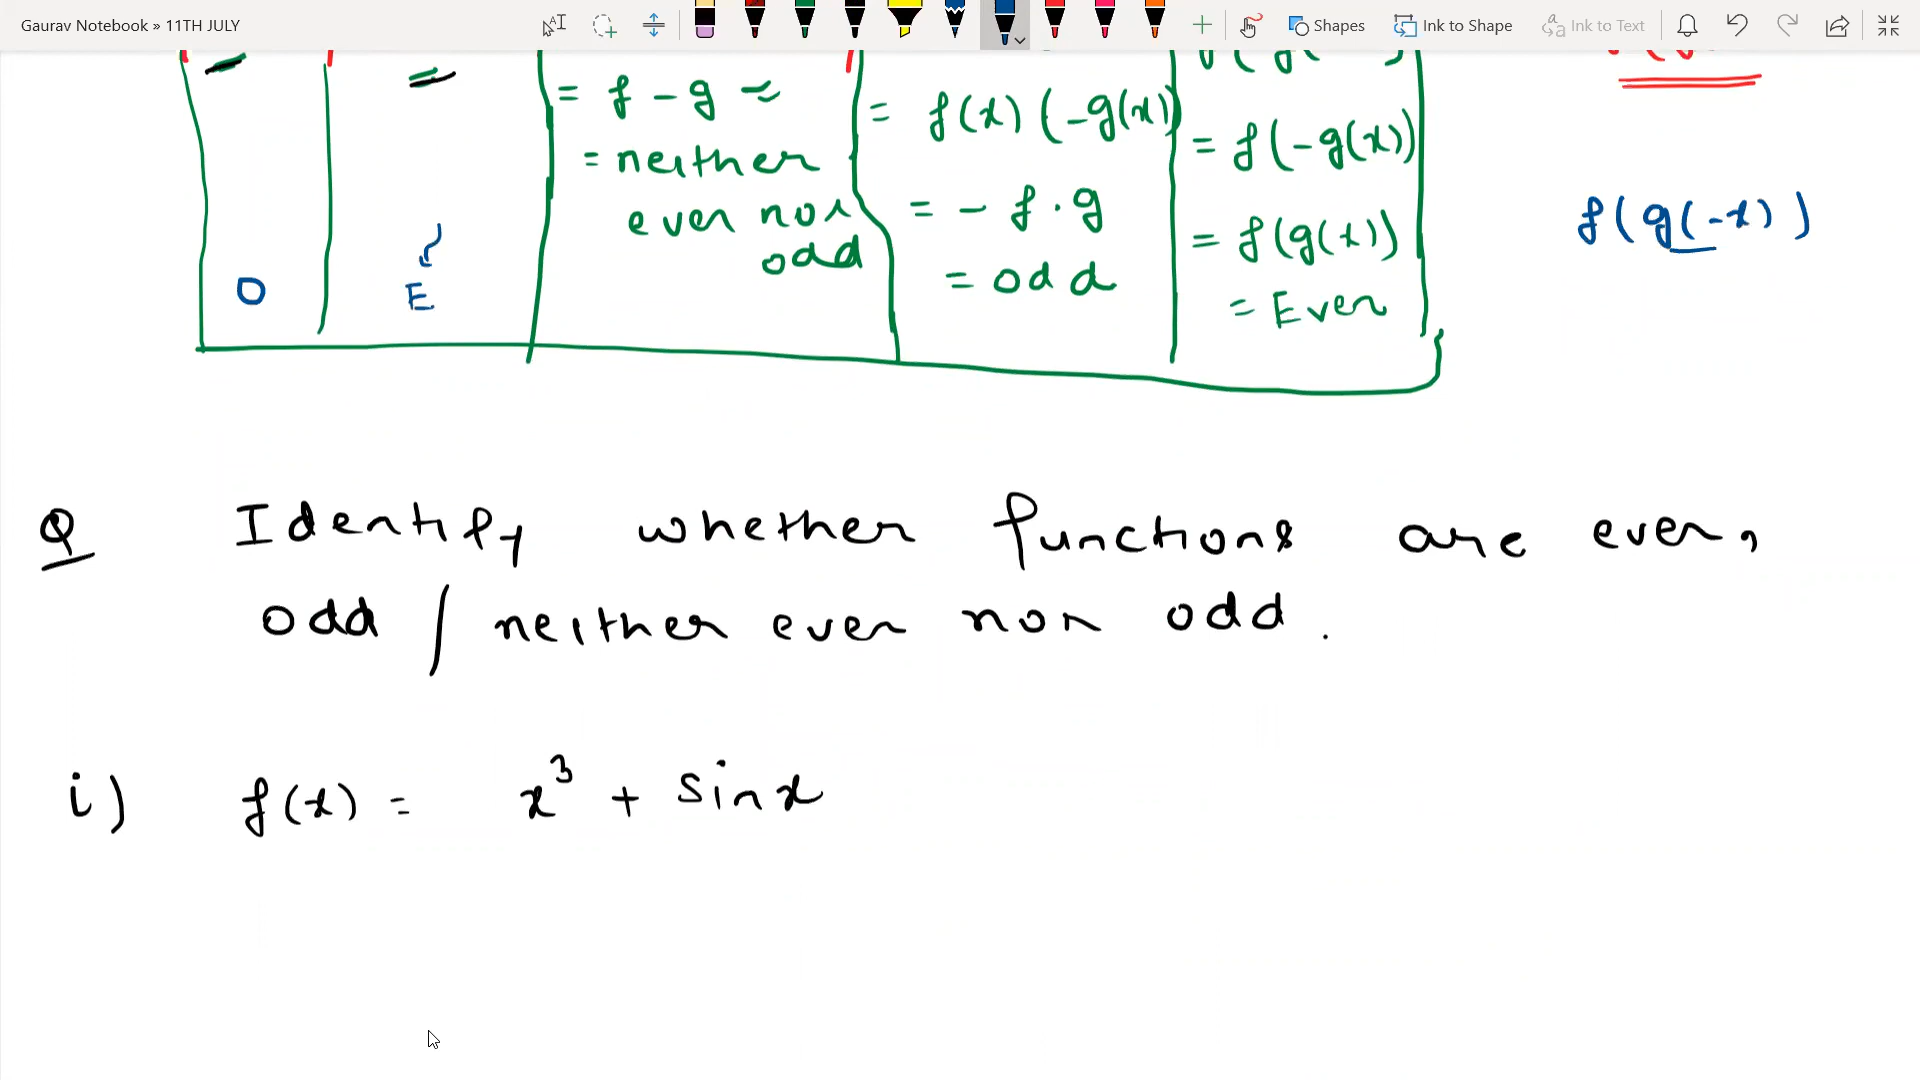 Gaurav Notebook » 11TH JULY
Shapes
Ink to Shape
Ink to Text
= f - g =
= neither
even nor
odd
= f(x) (-g(x))
= - f . g
= odd
= f(-g(x))
= f(g(x))
= Even
f(g(-x))
O
E
Q Identify whether functions are even,
odd / neither even nor odd .
i) f(x) = x³ + sinx